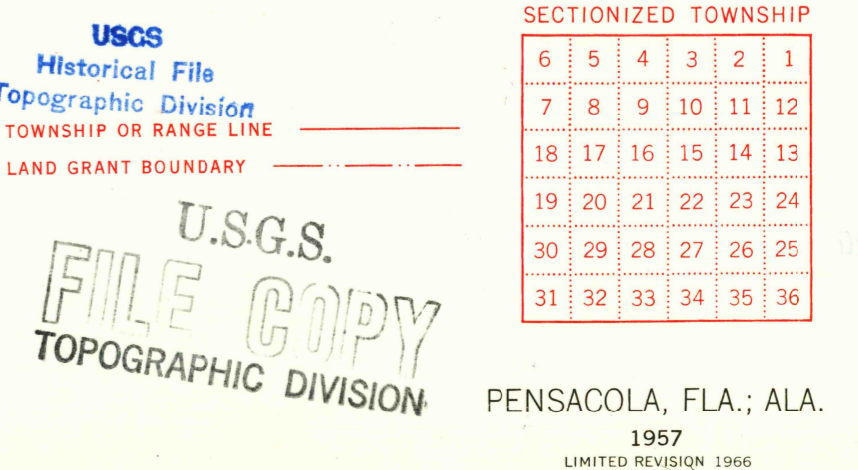 USGS
Historical File
Topographic Division
TOWNSHIP OR RANGE LINE
LAND GRANT BOUNDARY
U.S.G.S.
FILE COPY
TOPOGRAPHIC DIVISION
SECTIONIZED TOWNSHIP
6 5 4 3 2 1
7 8 9 10 11 12
18 17 16 15 14 13
19 20 21 22 23 24
30 29 28 27 26 25
31 32 33 34 35 36
PENSACOLA, FLA.; ALA.
1957
LIMITED REVISION 1966